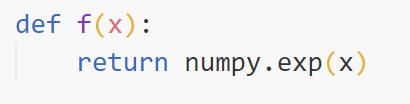 def f(x):
    return numpy.exp(x)